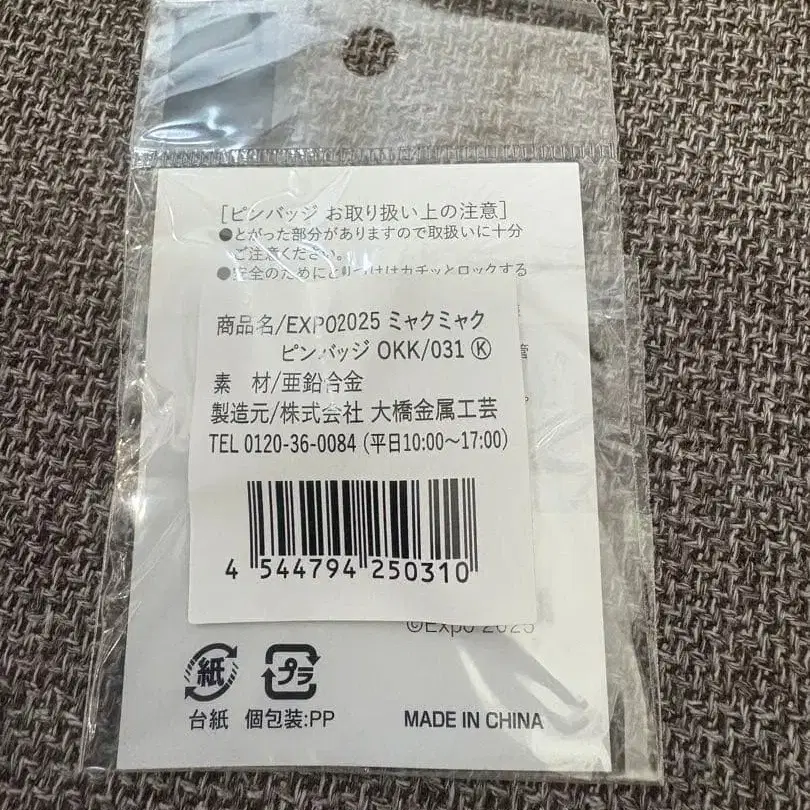 [ピンバッジ お取り扱い上の注意]
●とがった部分がありますので取扱いに十分
ご注意ください。
●安全のためにとりつけはカチッとロックする
商品名/EXPO2025 ミャクミャク
ピンバッジ OKK/031 Ⓚ
素　材/亜鉛合金
製造元/株式会社 大橋金属工芸
TEL 0120-36-0084 (平日10:00～17:00)
4 544794 250310
©Expo 2025
紙 プラ
台紙 個包装:PP MADE IN CHINA